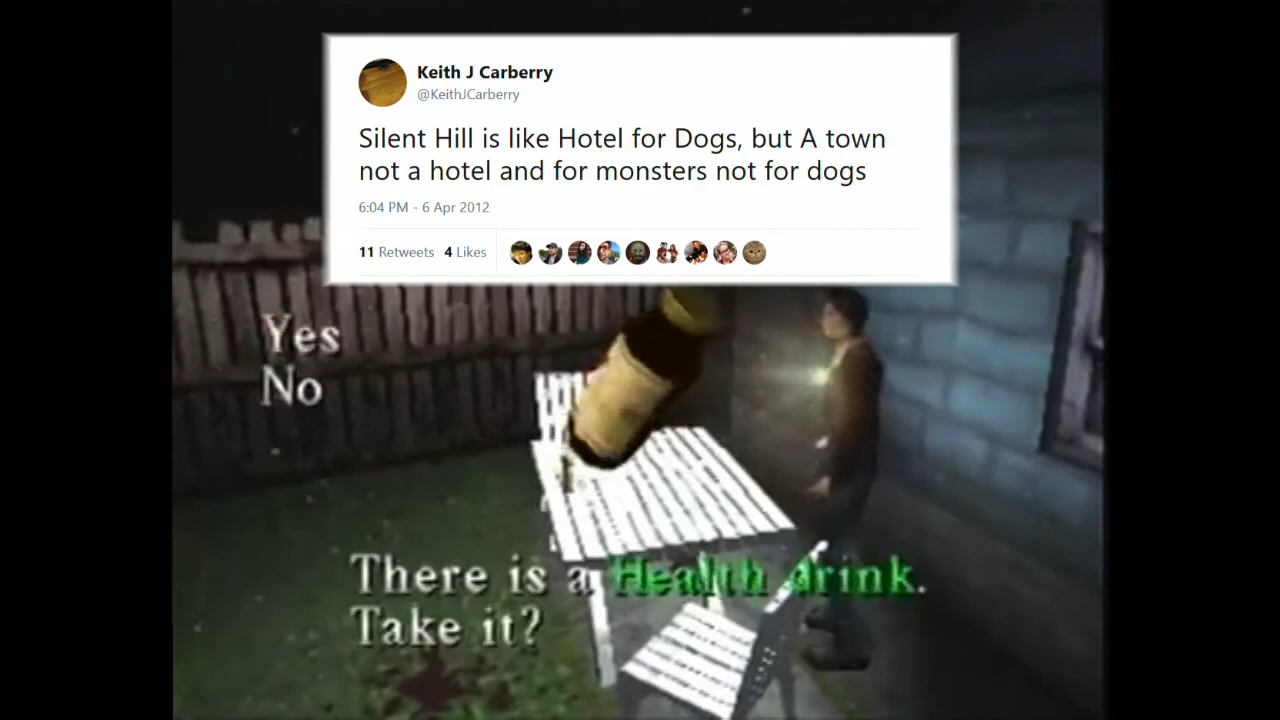 Keith J Carberry
@KeithJCarberry
Silent Hill is like Hotel for Dogs, but A town
not a hotel and for monsters not for dogs
6:04 PM - 6 Apr 2012
11 Retweets 4 Likes
Yes
No
There is a Health drink.
Take it?